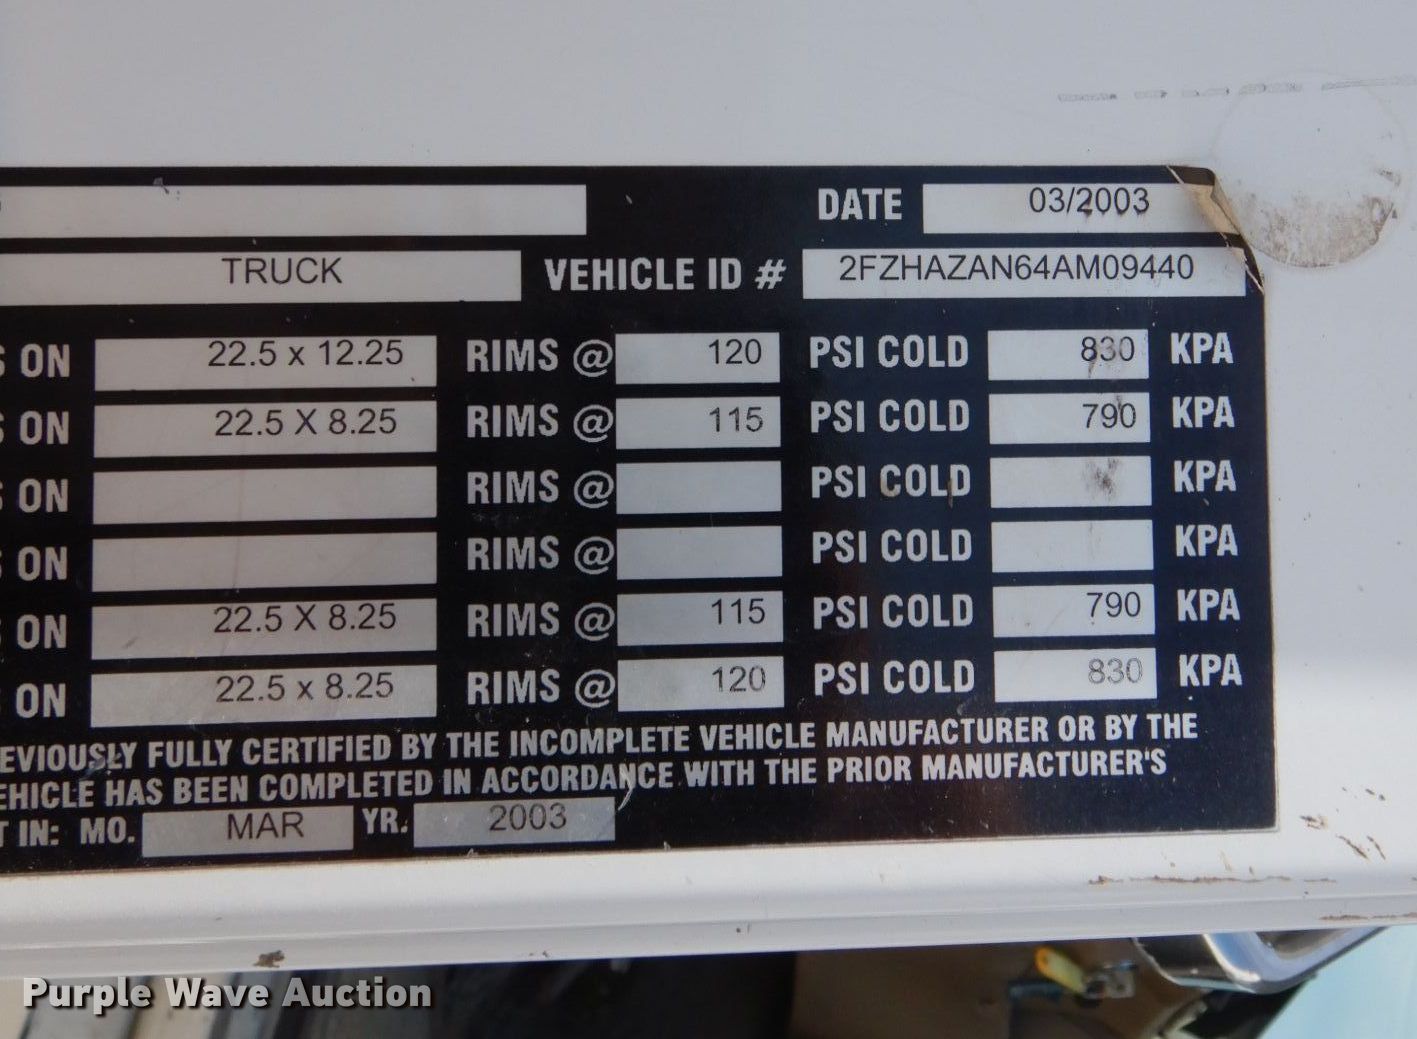 DATE 03/2003
TRUCK VEHICLE ID # 2FZHAZAN64AM09440
ON 22.5 x 12.25 RIMS @ 120 PSI COLD 830 KPA
ON 22.5 X 8.25 RIMS @ 115 PSI COLD 790 KPA
ON RIMS @ PSI COLD KPA
ON RIMS @ PSI COLD KPA
ON 22.5 X 8.25 RIMS @ 115 PSI COLD 790 KPA
ON 22.5 x 8.25 RIMS @ 120 PSI COLD 830 KPA
EVIOUSLY FULLY CERTIFIED BY THE INCOMPLETE VEHICLE MANUFACTURER OR BY THE
EHICLE HAS BEEN COMPLETED IN ACCORDANCE WITH THE PRIOR MANUFACTURER'S
T IN: MO. MAR YR. 2003
Purple Wave Auction